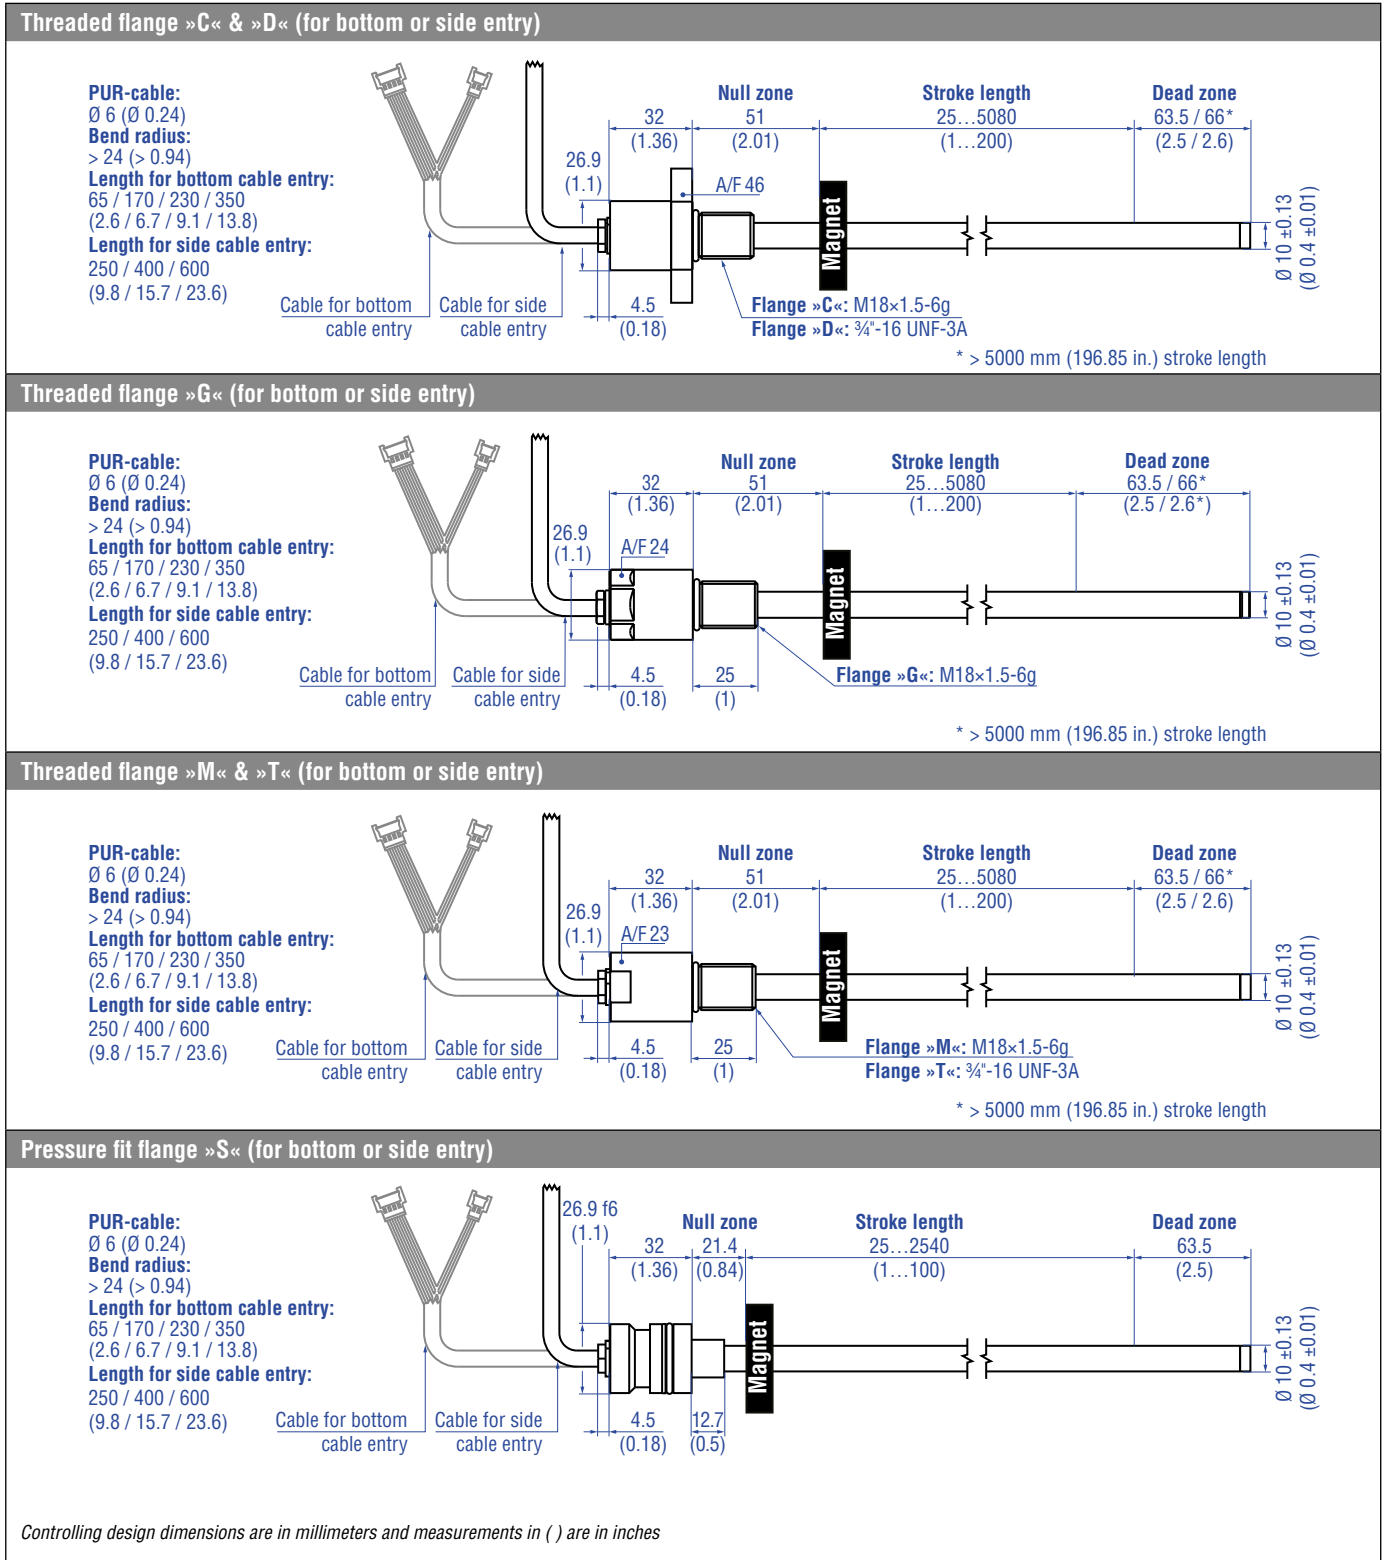 Threaded flange »C« & »D« (for bottom or side entry)
PUR-cable:
Ø 6 (Ø 0.24)
Bend radius:
> 24 (> 0.94)
Length for bottom cable entry:
65 / 170 / 230 / 350
(2.6 / 6.7 / 9.1 / 13.8)
Length for side cable entry:
250 / 400 / 600
(9.8 / 15.7 / 23.6)
Cable for bottom
cable entry
Cable for side
cable entry
26.9
(1.1)
32
(1.36)
4.5
(0.18)
A/F 46
Null zone
51
(2.01)
Magnet
Stroke length
25…5080
(1…200)
Dead zone
63.5 / 66*
(2.5 / 2.6)
Ø 10 ±0.13
(Ø 0.4 ±0.01)
Flange »C«: M18×1.5-6g
Flange »D«: ¾"-16 UNF-3A
* > 5000 mm (196.85 in.) stroke length
Threaded flange »G« (for bottom or side entry)
PUR-cable:
Ø 6 (Ø 0.24)
Bend radius:
> 24 (> 0.94)
Length for bottom cable entry:
65 / 170 / 230 / 350
(2.6 / 6.7 / 9.1 / 13.8)
Length for side cable entry:
250 / 400 / 600
(9.8 / 15.7 / 23.6)
Cable for bottom
cable entry
Cable for side
cable entry
26.9
(1.1)
32
(1.36)
A/F 24
4.5
(0.18)
25
(1)
Null zone
51
(2.01)
Magnet
Stroke length
25…5080
(1…200)
Dead zone
63.5 / 66*
(2.5 / 2.6*)
Ø 10 ±0.13
(Ø 0.4 ±0.01)
Flange »G«: M18×1.5-6g
* > 5000 mm (196.85 in.) stroke length
Threaded flange »M« & »T« (for bottom or side entry)
PUR-cable:
Ø 6 (Ø 0.24)
Bend radius:
> 24 (> 0.94)
Length for bottom cable entry:
65 / 170 / 230 / 350
(2.6 / 6.7 / 9.1 / 13.8)
Length for side cable entry:
250 / 400 / 600
(9.8 / 15.7 / 23.6)
Cable for bottom
cable entry
Cable for side
cable entry
26.9
(1.1)
32
(1.36)
A/F 23
4.5
(0.18)
25
(1)
Null zone
51
(2.01)
Magnet
Stroke length
25…5080
(1…200)
Dead zone
63.5 / 66*
(2.5 / 2.6)
Ø 10 ±0.13
(Ø 0.4 ±0.01)
Flange »M«: M18×1.5-6g
Flange »T«: ¾"-16 UNF-3A
* > 5000 mm (196.85 in.) stroke length
Pressure fit flange »S« (for bottom or side entry)
PUR-cable:
Ø 6 (Ø 0.24)
Bend radius:
> 24 (> 0.94)
Length for bottom cable entry:
65 / 170 / 230 / 350
(2.6 / 6.7 / 9.1 / 13.8)
Length for side cable entry:
250 / 400 / 600
(9.8 / 15.7 / 23.6)
Cable for bottom
cable entry
Cable for side
cable entry
26.9 f6
(1.1)
32
(1.36)
4.5
(0.18)
12.7
(0.5)
Null zone
21.4
(0.84)
Magnet
Stroke length
25…2540
(1…100)
Dead zone
63.5
(2.5)
Ø 10 ±0.13
(Ø 0.4 ±0.01)
Controlling design dimensions are in millimeters and measurements in ( ) are in inches